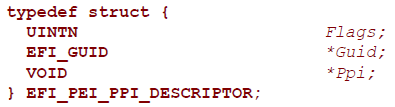 typedef struct {
UINTN Flags;
EFI_GUID *Guid;
VOID *Ppi;
} EFI_PEI_PPI_DESCRIPTOR;